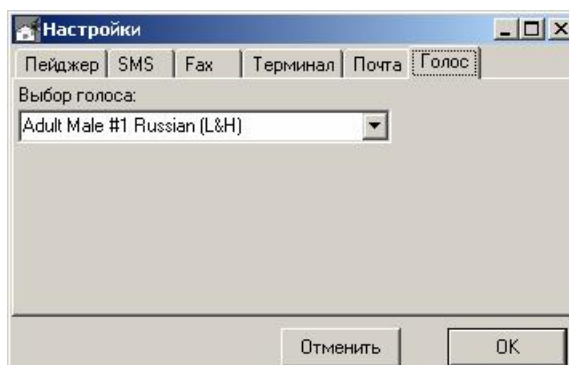 Настройки
Пейджер SMS Fax Терминал Почта Голос
Выбор голоса:
Adult Male #1 Russian (L&H)
Отменить OK